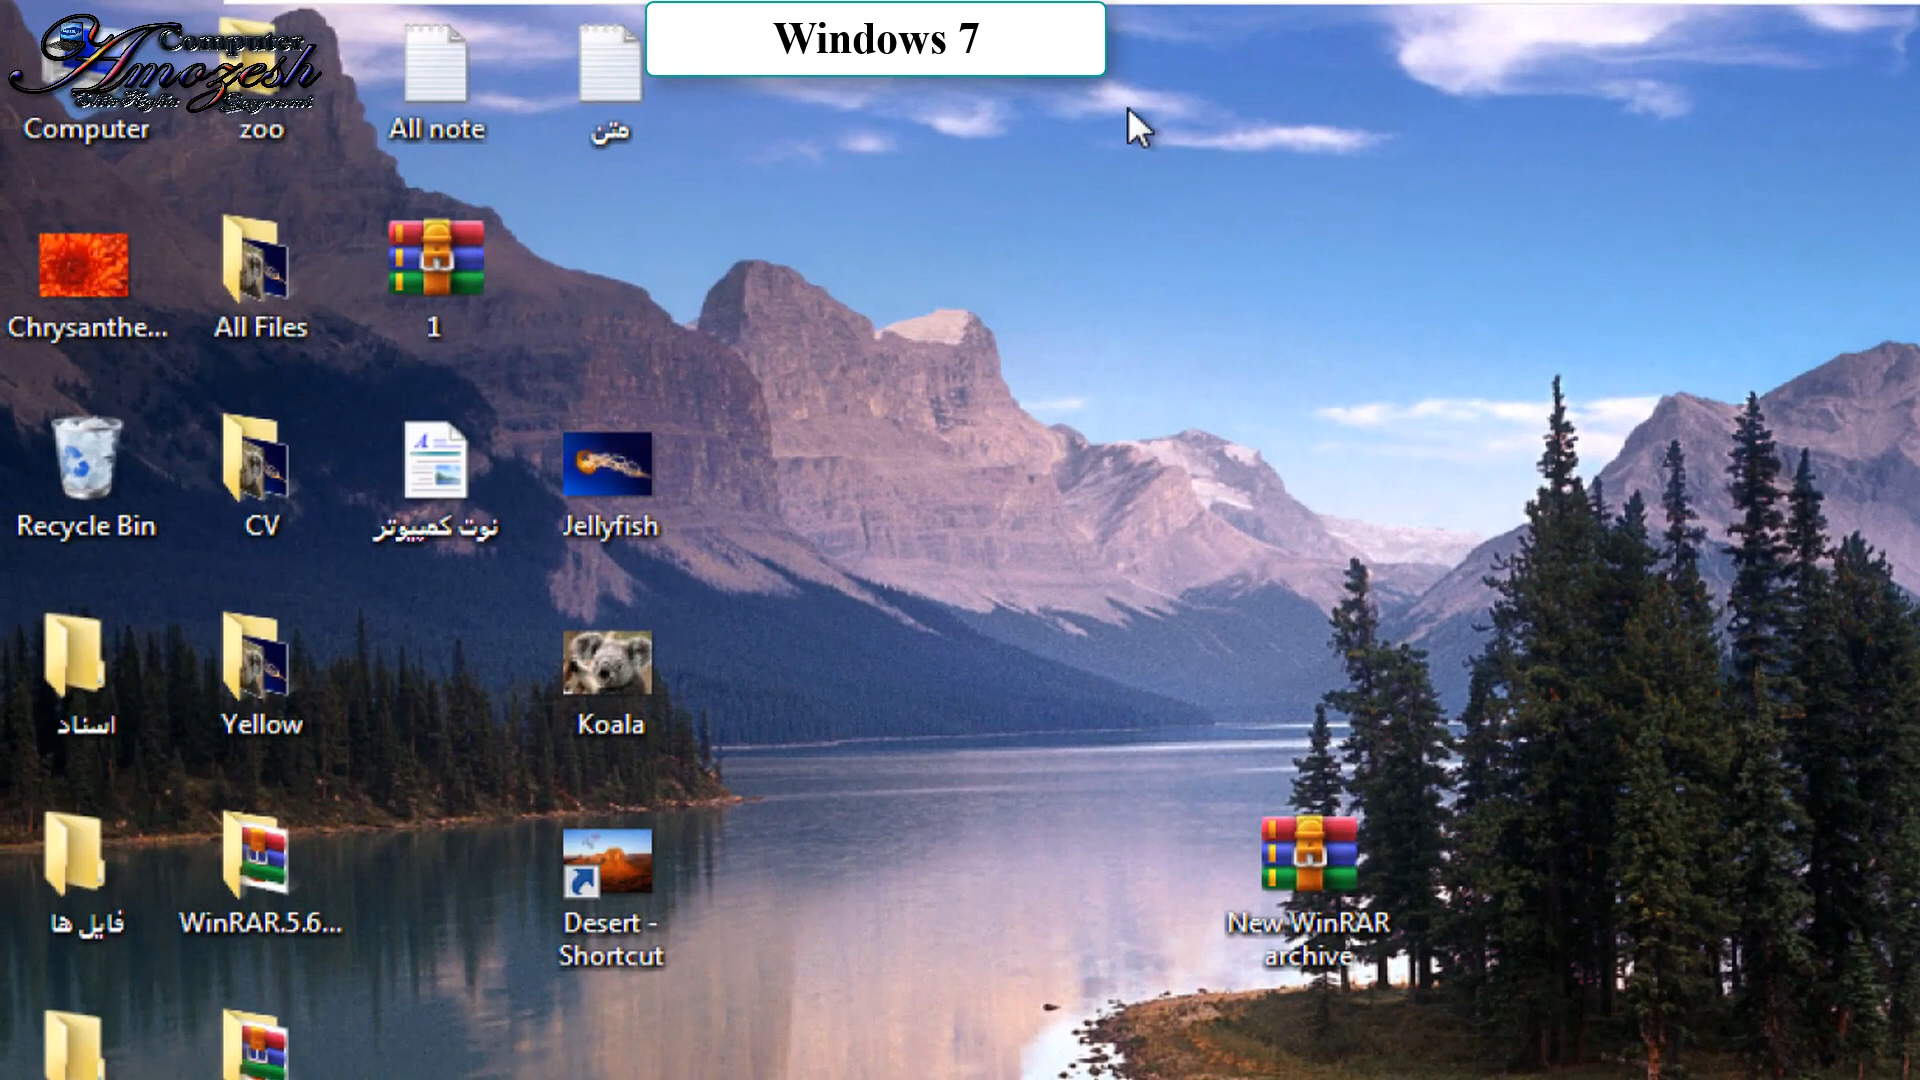 Windows 7
Computer
Amozesh
Computer
zoo
All note
متن
Chrysanthe...
All Files
1
Recycle Bin
CV
نوت کمپیوتر
Jellyfish
اسناد
Yellow
Koala
فایل ها
WinRAR.5.6...
Desert -
Shortcut
New WinRAR
archive